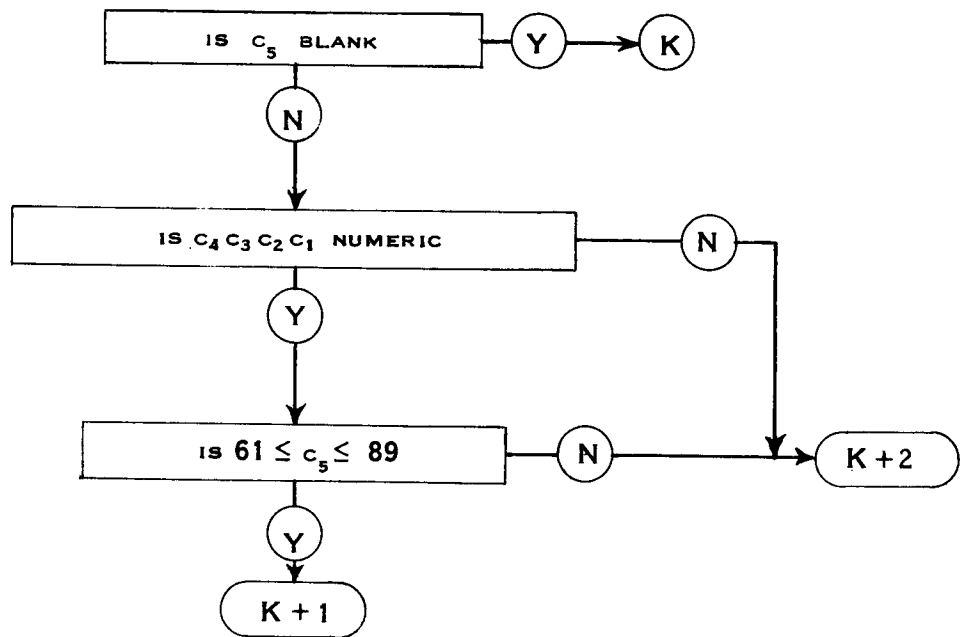 IS C₅ BLANK
Y
K
N
IS C₄ C₃ C₂ C₁ NUMERIC
N
Y
IS 61 ≤ C₅ ≤ 89
N
K + 2
Y
K + 1